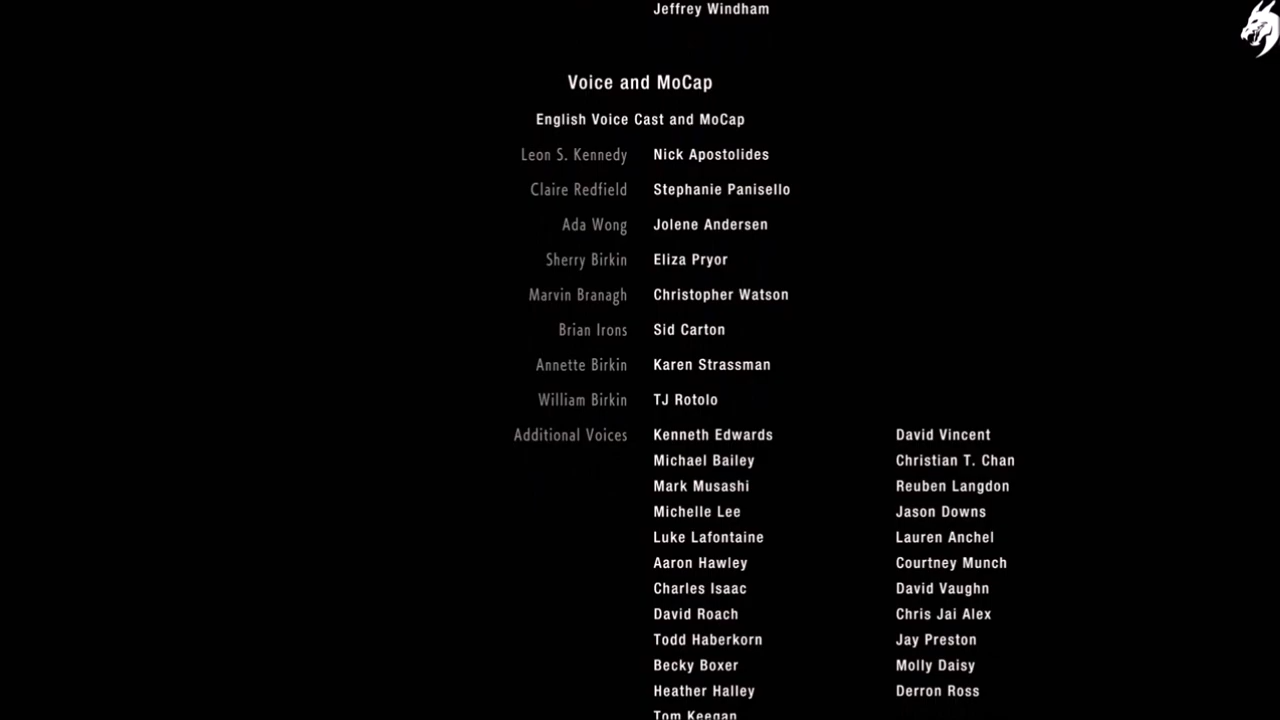 Jeffrey Windham
Voice and MoCap
English Voice Cast and MoCap
Leon S. Kennedy Nick Apostolides
Claire Redfield Stephanie Panisello
Ada Wong Jolene Andersen
Sherry Birkin Eliza Pryor
Marvin Branagh Christopher Watson
Brian Irons Sid Carton
Annette Birkin Karen Strassman
William Birkin TJ Rotolo
Additional Voices Kenneth Edwards David Vincent
Michael Bailey Christian T. Chan
Mark Musashi Reuben Langdon
Michelle Lee Jason Downs
Luke Lafontaine Lauren Anchel
Aaron Hawley Courtney Munch
Charles Isaac David Vaughn
David Roach Chris Jai Alex
Todd Haberkorn Jay Preston
Becky Boxer Molly Daisy
Heather Halley Derron Ross
Tom Keegan